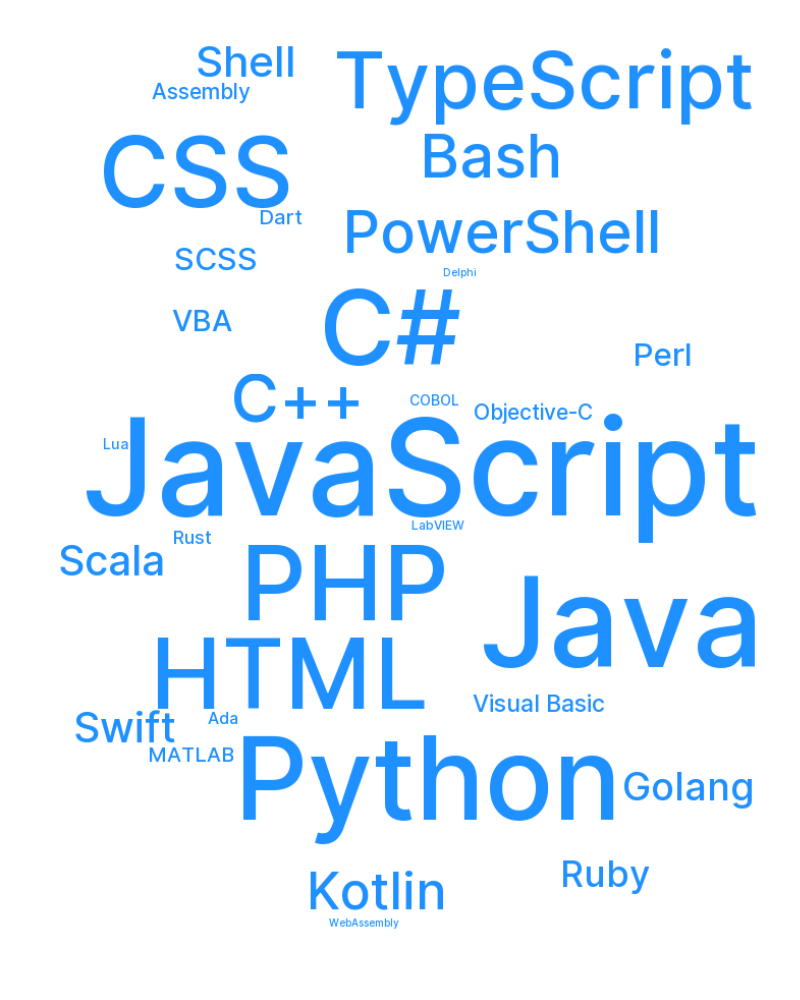 Shell
TypeScript
Assembly
CSS
Bash
Dart
PowerShell
SCSS
Delphi
VBA
C#
Perl
C++
COBOL
Objective-C
Lua
JavaScript
LabVIEW
Rust
Scala
PHP
Java
HTML
Visual Basic
Swift
Ada
MATLAB
Python
Golang
Ruby
Kotlin
WebAssembly